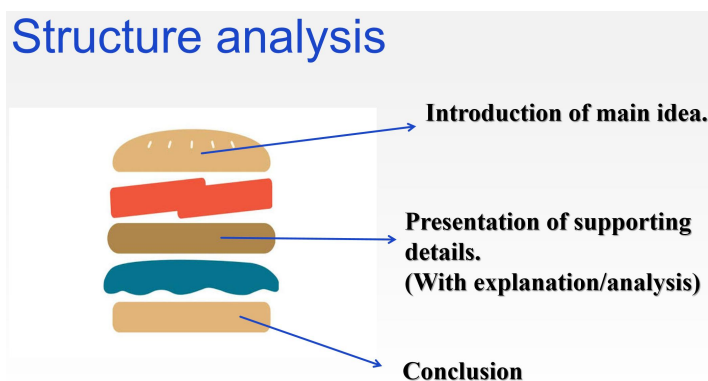 Structure analysis
Introduction of main idea.
Presentation of supporting
details.
(With explanation/analysis)
Conclusion